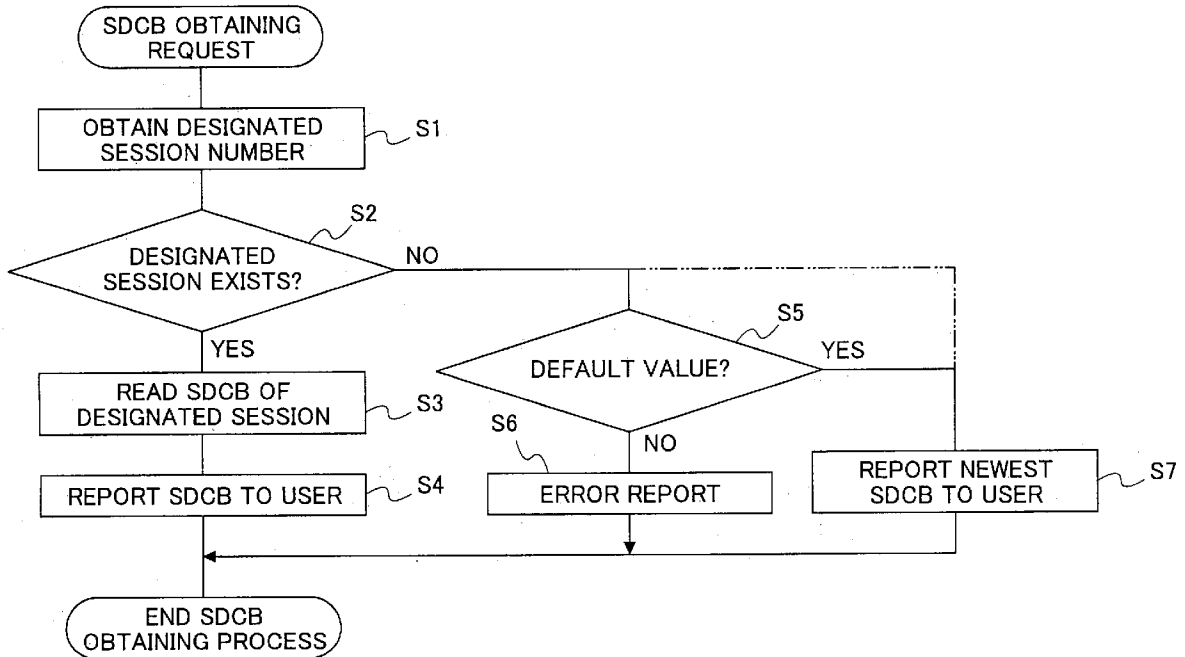 SDCB OBTAINING
REQUEST
OBTAIN DESIGNATED
SESSION NUMBER
S1
S2
DESIGNATED
SESSION EXISTS?
NO
YES
READ SDCB OF
DESIGNATED SESSION
S3
REPORT SDCB TO USER
S4
S5
DEFAULT VALUE?
YES
S6
NO
ERROR REPORT
REPORT NEWEST
SDCB TO USER
S7
END SDCB
OBTAINING PROCESS